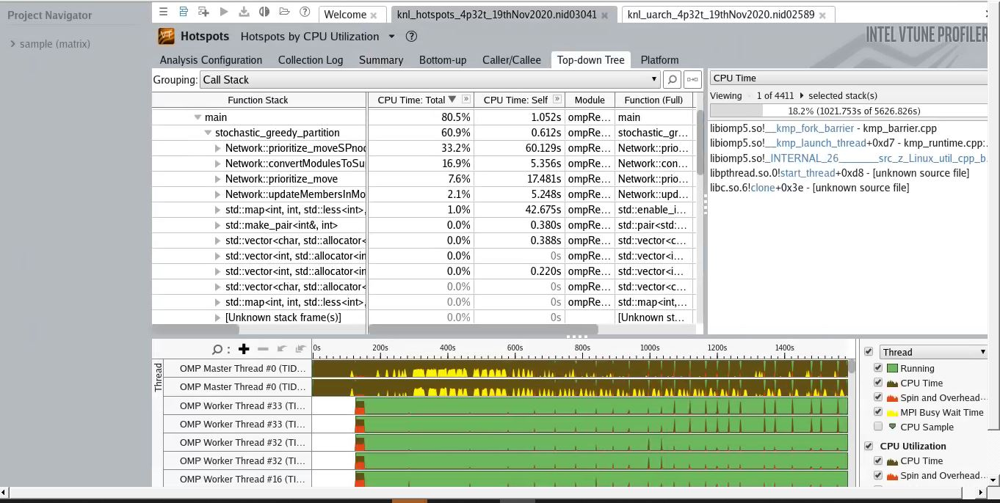 Project Navigator
sample (matrix)
Welcome
knl_hotspots_4p32t_19thNov2020.nid03041
knl_uarch_4p32t_19thNov2020.nid02589
Hotspots Hotspots by CPU Utilization
INTEL VTUNE PROFILER
Analysis Configuration Collection Log Summary Bottom-up Caller/Callee Top-down Tree Platform
Grouping: Call Stack
Function Stack CPU Time: Total CPU Time: Self Module Function (Full)
main 80.5% 1.052s ompRe... main
stochastic_greedy_partition 60.9% 0.612s ompRe... stochastic_gr...
Network::prioritize_moveSPnod 33.2% 60.129s ompRe... Network::prio...
Network::convertModulesToSu 16.9% 5.356s ompRe... Network::con...
Network::prioritize_move 7.6% 17.481s ompRe... Network::prio...
Network::updateMembersInMo 2.1% 5.248s ompRe... Network::upd...
std::map<int, int, std::less<int>, 1.0% 42.675s ompRe... std::enable_i...
std::make_pair<int&, int> 0.0% 0.380s ompRe... std::pair<std:...
std::vector<char, std::allocator< 0.0% 0.388s ompRe... std::vector<c...
std::vector<int, std::allocator<in 0.0% 0s ompRe... std::vector<i...
std::vector<int, std::allocator<in 0.0% 0.220s ompRe... std::vector<i...
std::vector<char, std::allocator< 0.0% 0s ompRe... std::vector<c...
std::map<int, int, std::less<int>, 0.0% 0s ompRe... std::map<int,...
[Unknown stack frame(s)] 0.0% 0s [Unknown st...
CPU Time
Viewing 1 of 4411 selected stack(s)
18.2% (1021.753s of 5626.826s)
libiomp5.so!__kmp_fork_barrier - kmp_barrier.cpp
libiomp5.so!__kmp_launch_thread+0xd7 - kmp_runtime.cpp:
libiomp5.so!_INTERNAL_26________src_z_Linux_util_cpp_b
libpthread.so.0!start_thread+0xd8 - [unknown source file]
libc.so.6!clone+0x3e - [unknown source file]
0s 200s 400s 600s 800s 1000s 1200s 1400s
Thread
OMP Master Thread #0 (TID...
OMP Master Thread #0 (TID...
OMP Worker Thread #33 (TI...
OMP Worker Thread #33 (TI...
OMP Worker Thread #32 (TI...
OMP Worker Thread #32 (TI...
OMP Worker Thread #16 (TI...
Thread
Running
CPU Time
Spin and Overhead...
MPI Busy Wait Time
CPU Sample
CPU Utilization
CPU Time
Spin and Overhead...